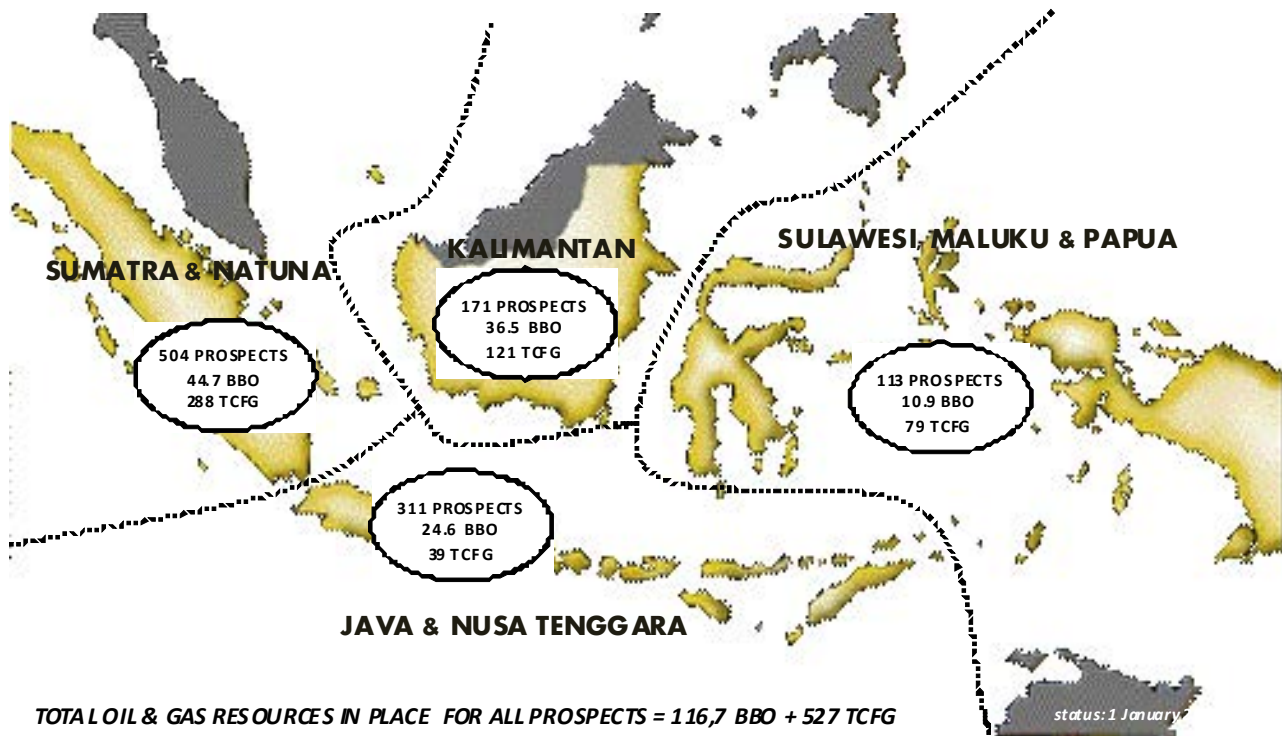 KALIMANTAN
171 PROSPECTS
36.5 BBO
121 TCFG
SULAWESI, MALUKU & PAPUA
113 PROSPECTS
10.9 BBO
79 TCFG
SUMATRA & NATUNA
504 PROSPECTS
44.7 BBO
288 TCFG
311 PROSPECTS
24.6 BBO
39 TCFG
JAVA & NUSA TENGGARA
TOTAL OIL & GAS RESOURCES IN PLACE FOR ALL PROSPECTS = 116,7 BBO + 527 TCFG
status: 1 January